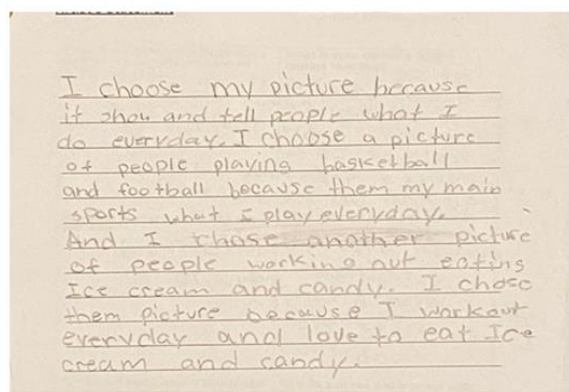 I choose my picture because
it show and tell people what I
do everyday. I choose a picture
of people playing basketball
and football because them my main
sports what I play everyday.
And I chose another picture
of people working out eating
Ice cream and candy. I chose
them picture because I workout
everyday and love to eat Ice
cream and candy.